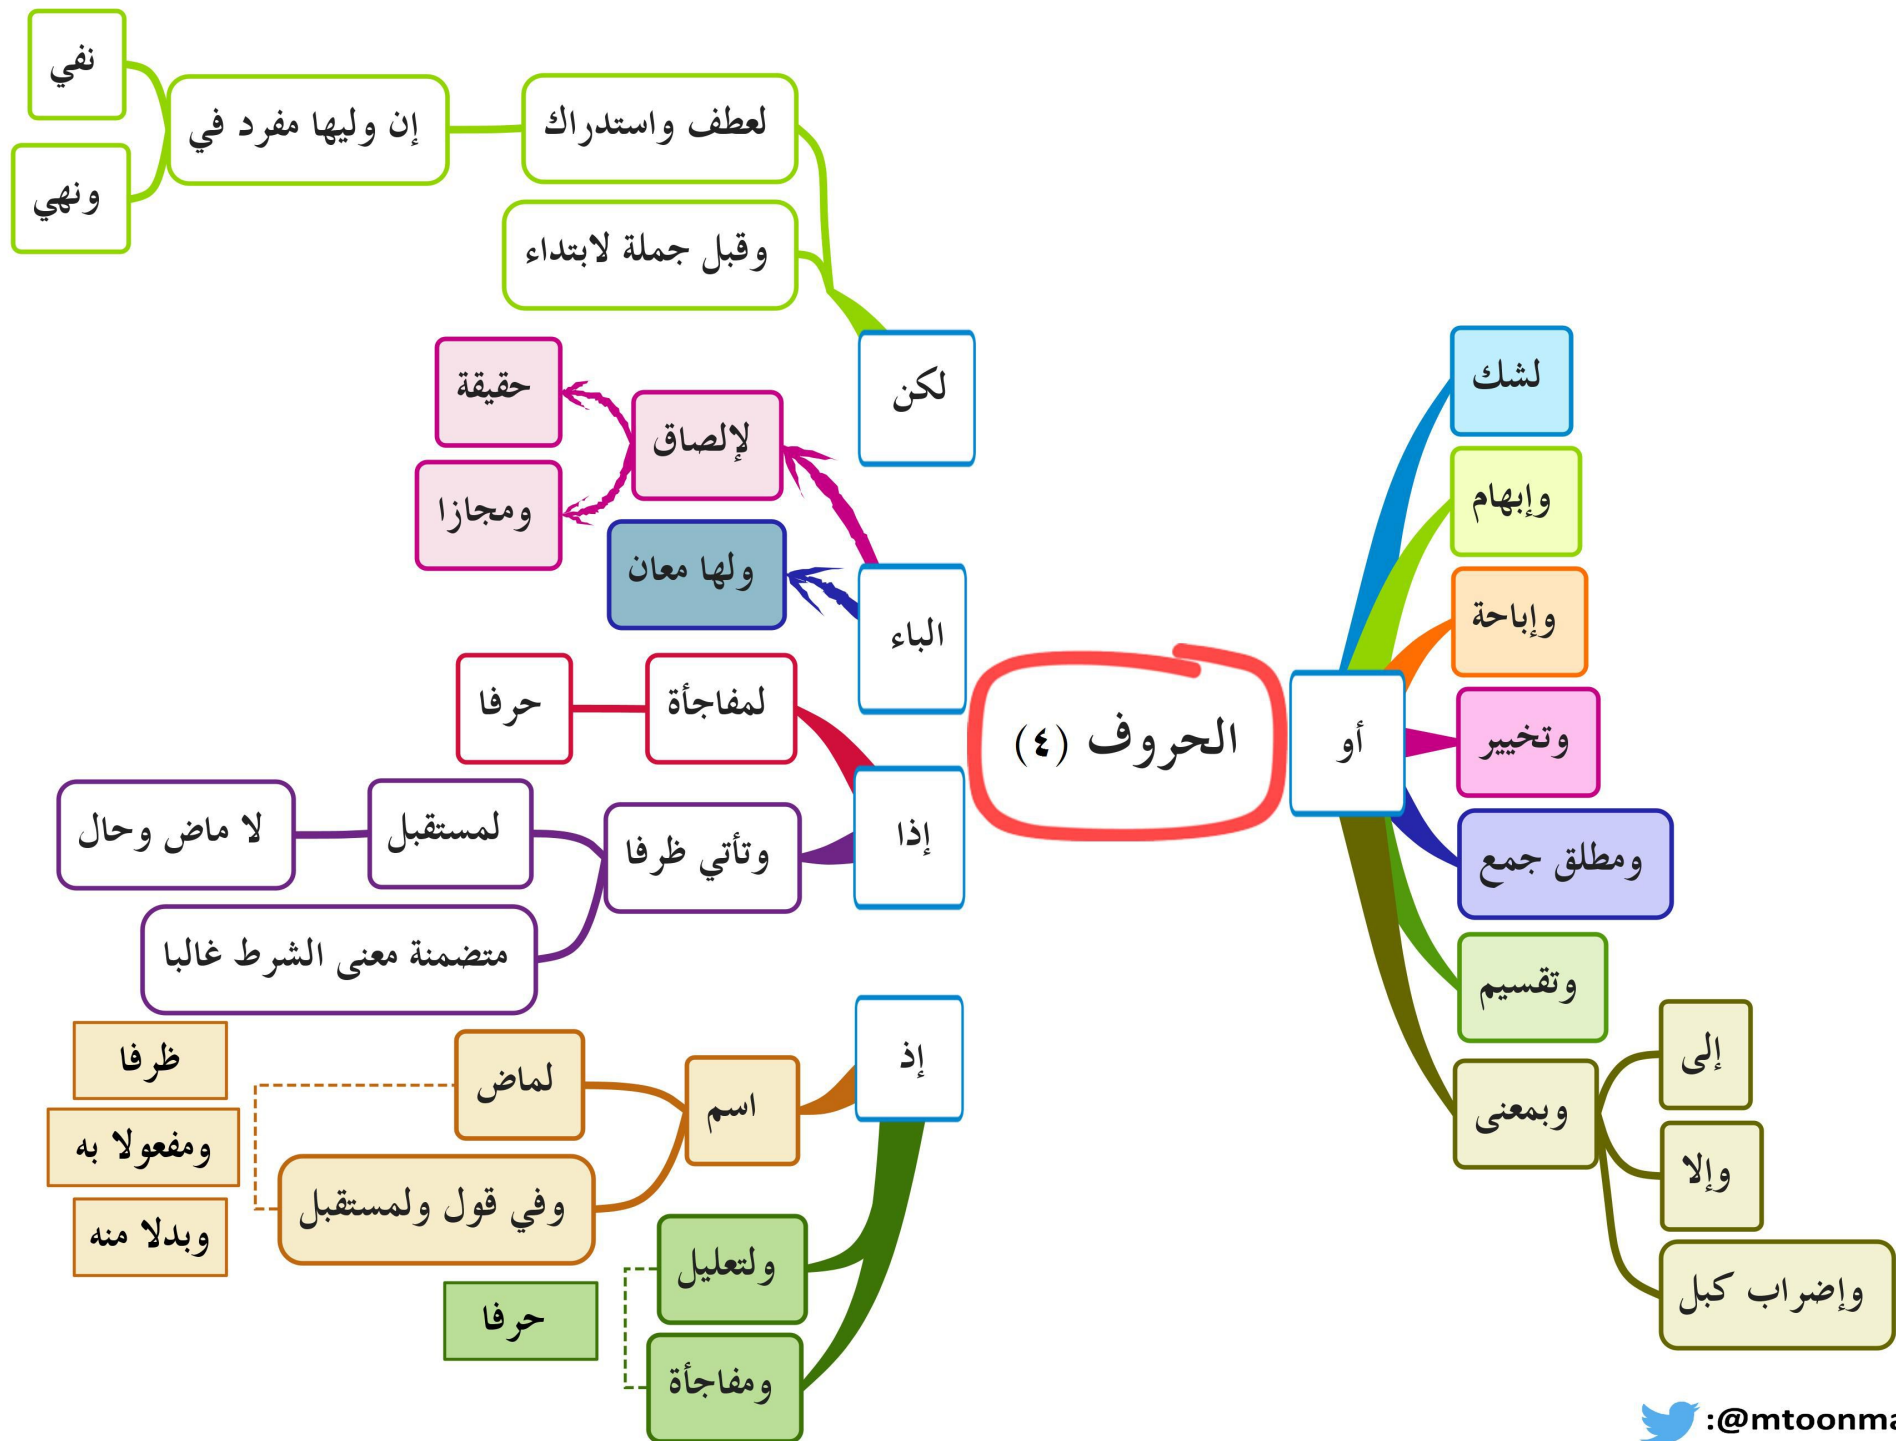 الحروف (٤)
أو
لشك
وإبهام
وإباحة
وتخيير
ومطلق جمع
وتقسيم
وبمعنى
إلى
وإلا
وإضراب كبل
لكن
لعطف واستدراك
إن وليها مفرد في
نفي
ونهي
وقبل جملة لابتداء
الباء
لإلصاق
حقيقة
ومجازا
ولها معان
إذا
لمفاجأة
حرفا
وتأتي ظرفا
لمستقبل
لا ماض وحال
متضمنة معنى الشرط غالبا
إذ
اسم
لماض
وفي قول ولمستقبل
ظرفا
ومفعولا به
وبدلا منه
ولتعليل
ومفاجأة
حرفا
:@mtoonma